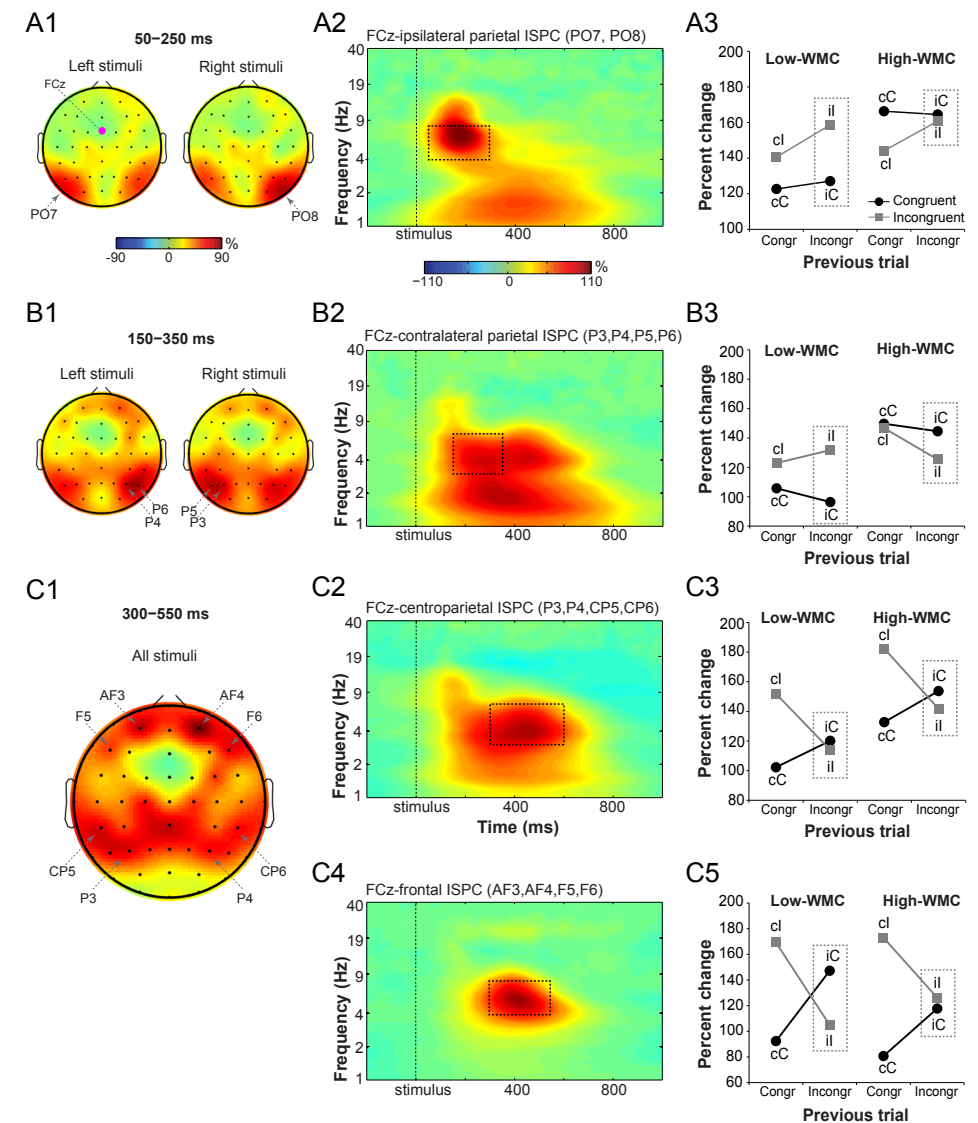 A1
50−250 ms
Left stimuli
Right stimuli
FCz
PO7
PO8
%
-90
0
90
A2
FCz-ipsilateral parietal ISPC (PO7, PO8)
Frequency (Hz)
40
19
9
4
2
1
stimulus
400
800
%
−110
0
110
A3
Low-WMC
High-WMC
Percent change
200
180
160
140
120
100
cI
iI
cC
iC
cC
iC
cI
iI
Congruent
Incongruent
Congr
Incongr
Congr
Incongr
Previous trial
B1
150−350 ms
Left stimuli
Right stimuli
P6
P4
P5
P3
B2
FCz-contralateral parietal ISPC (P3,P4,P5,P6)
Frequency (Hz)
40
19
9
4
2
1
stimulus
400
800
B3
Low-WMC
High-WMC
Percent change
200
180
160
140
120
100
80
cI
iI
cC
iC
cC
iC
cI
iI
Congr
Incongr
Congr
Incongr
Previous trial
C1
300−550 ms
All stimuli
AF3
AF4
F5
F6
CP5
CP6
P3
P4
C2
FCz-centroparietal ISPC (P3,P4,CP5,CP6)
Frequency (Hz)
40
19
9
4
2
1
stimulus
400
800
Time (ms)
C3
Low-WMC
High-WMC
Percent change
200
180
160
140
120
100
80
cI
iC
cC
iI
cI
iC
cC
iI
Congr
Incongr
Congr
Incongr
Previous trial
C4
FCz-frontal ISPC (AF3,AF4,F5,F6)
Frequency (Hz)
40
19
9
4
2
1
stimulus
400
800
C5
Low-WMC
High-WMC
Percent change
200
180
160
140
120
100
80
60
cI
iC
cC
iI
cI
iI
cC
iC
Congr
Incongr
Congr
Incongr
Previous trial